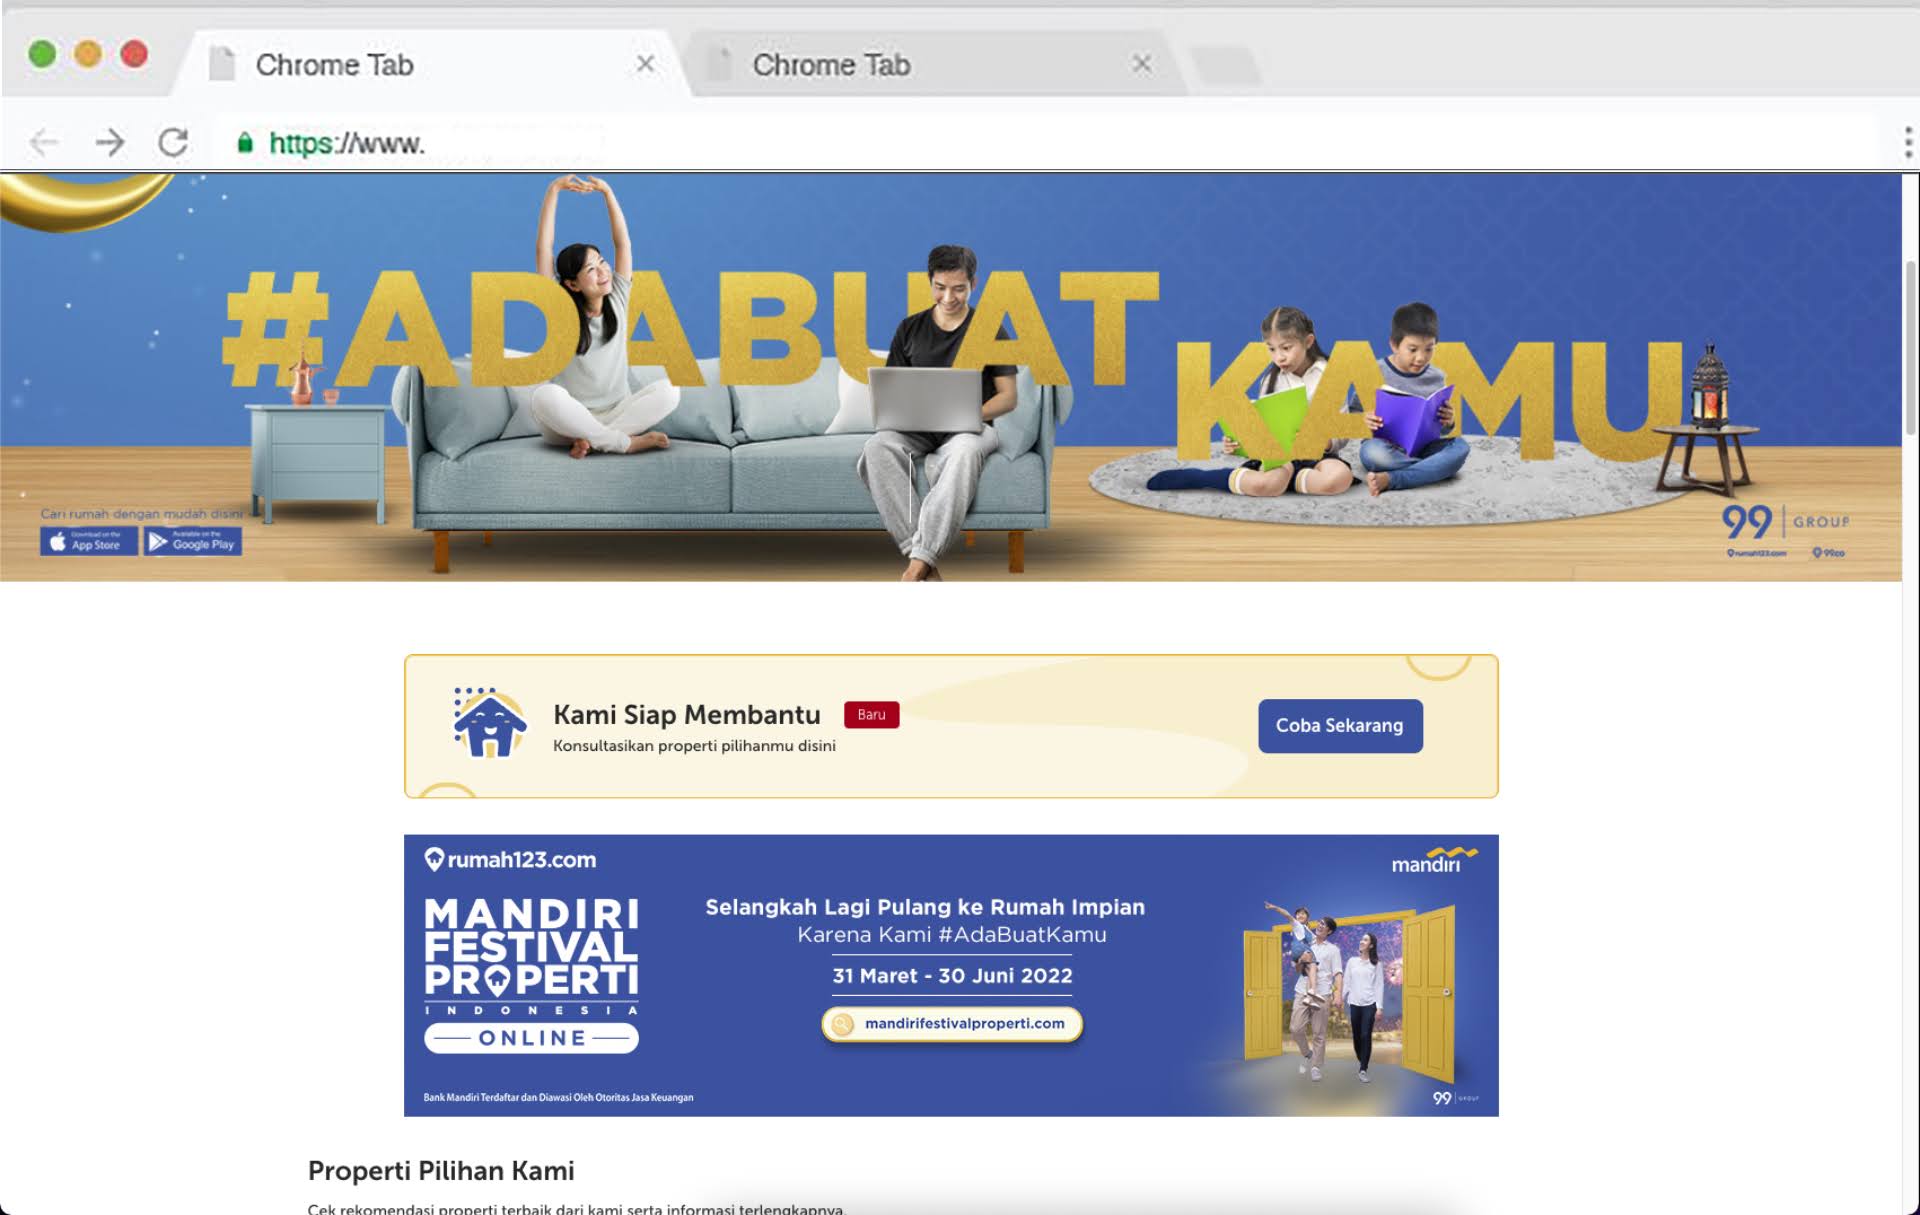 Chrome Tab
Chrome Tab
https://www.
#ADABUAT
KAMU
Cari rumah dengan mudah disini
Download on the
App Store
Available on the
Google Play
99 GROUP
rumah123.com
99.co
Kami Siap Membantu
Baru
Konsultasikan properti pilihanmu disini
Coba Sekarang
rumah123.com
mandiri
MANDIRI
FESTIVAL
PROPERTI
INDONESIA
ONLINE
Selangkah Lagi Pulang ke Rumah Impian
Karena Kami #AdaBuatKamu
31 Maret - 30 Juni 2022
mandirifestivalproperti.com
Bank Mandiri Terdaftar dan Diawasi Oleh Otoritas Jasa Keuangan
99 GROUP
Properti Pilihan Kami
Cek rekomendasi properti terbaik dari kami serta informasi terlengkapnya.